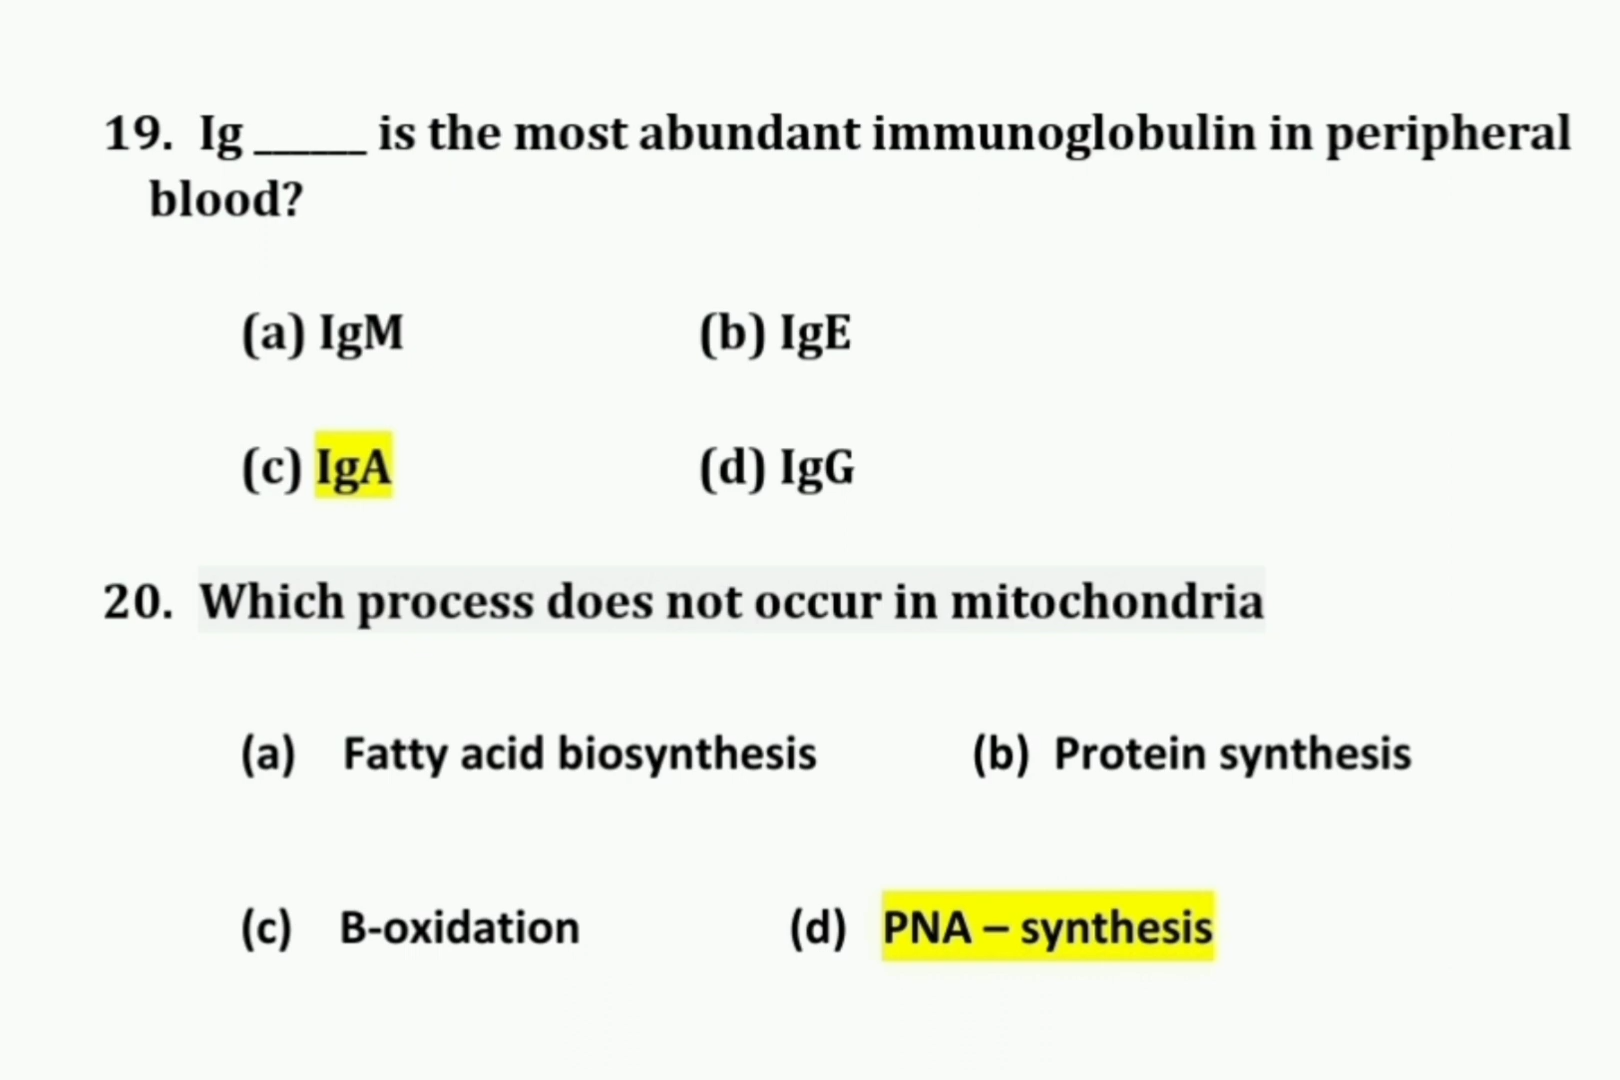 19. Ig _____ is the most abundant immunoglobulin in peripheral
blood?
(a) IgM (b) IgE
(c) IgA (d) IgG
20. Which process does not occur in mitochondria
(a) Fatty acid biosynthesis (b) Protein synthesis
(c) B-oxidation (d) PNA – synthesis